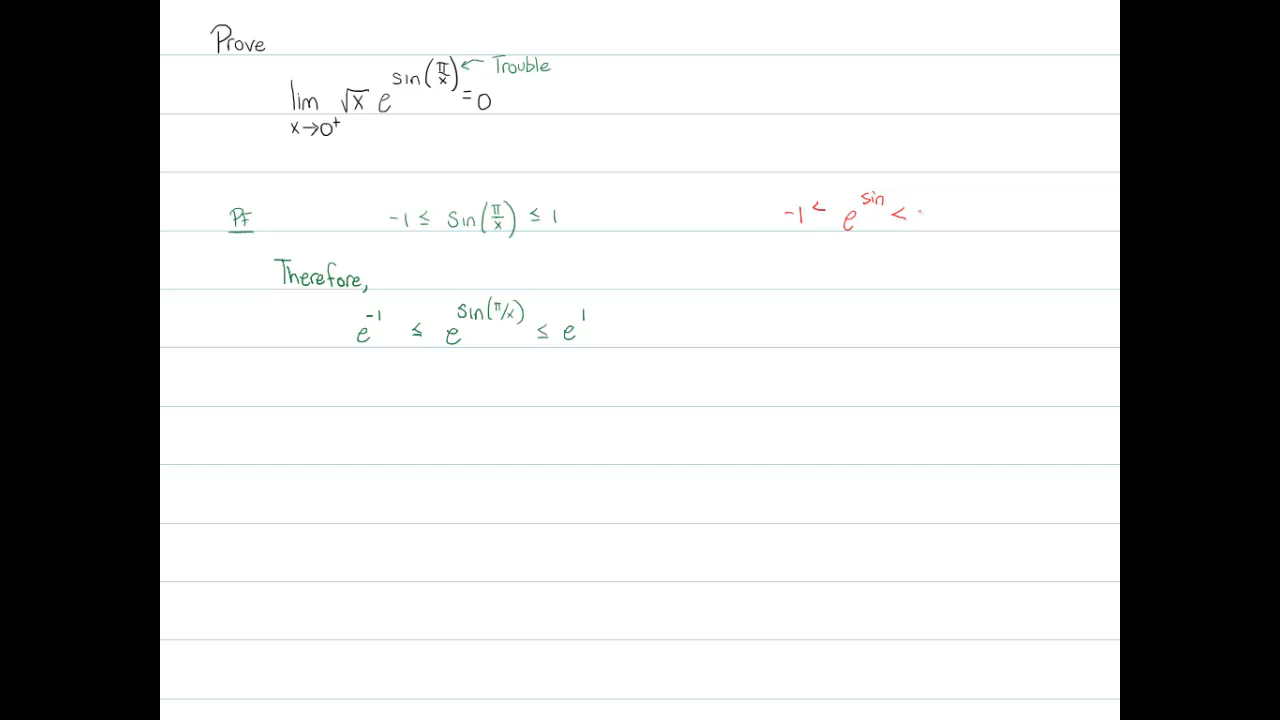 Prove
lim x→0⁺ √x e^sin(π/x) = 0 ← Trouble
Pf -1 ≤ sin(π/x) ≤ 1
-1 < e^sin <
Therefore,
e^-1 ≤ e^sin(π/x) ≤ e^1